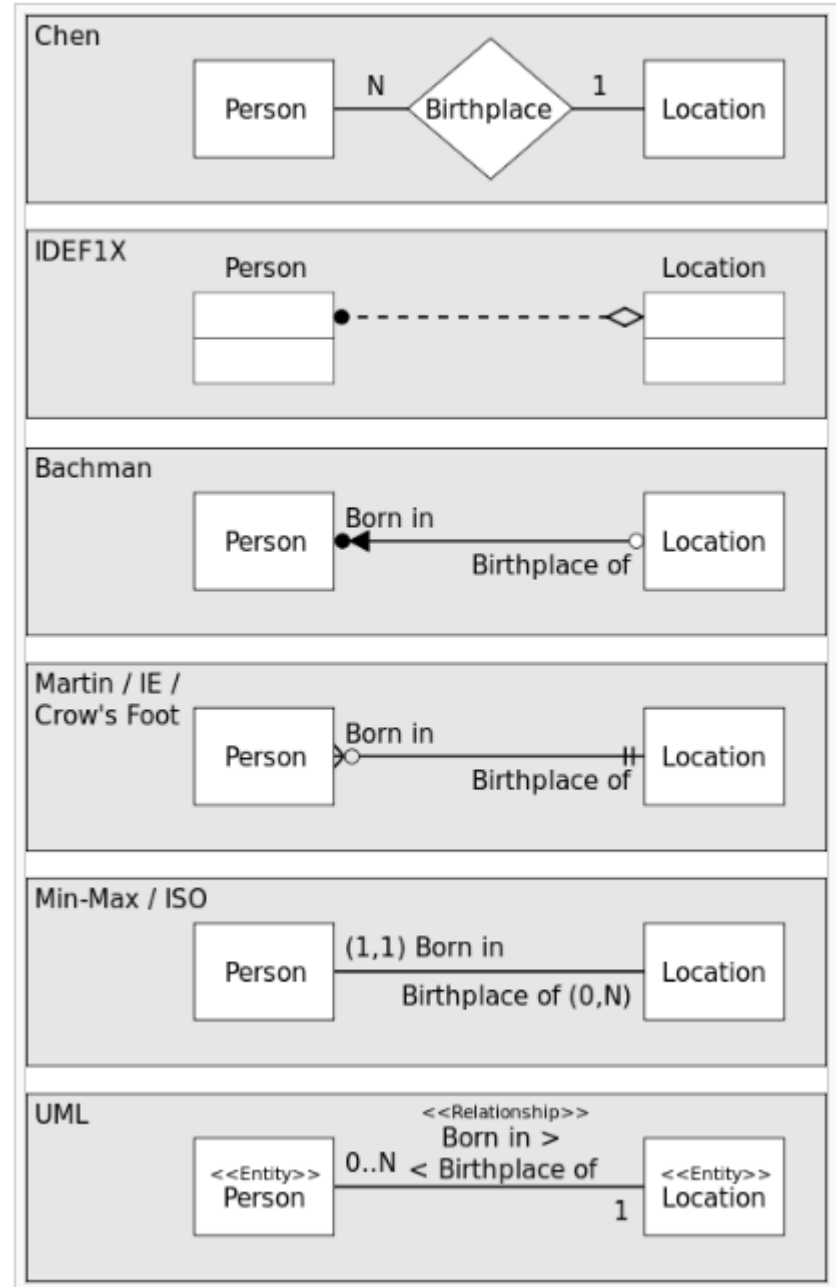 Chen
Person
N
Birthplace
1
Location
IDEF1X
Person
Location
Bachman
Person
Born in
Birthplace of
Location
Martin / IE /
Crow's Foot
Person
Born in
Birthplace of
Location
Min-Max / ISO
Person
(1,1) Born in
Birthplace of (0,N)
Location
UML
<<Entity>>
Person
0..N
<<Relationship>>
Born in >
< Birthplace of
1
<<Entity>>
Location